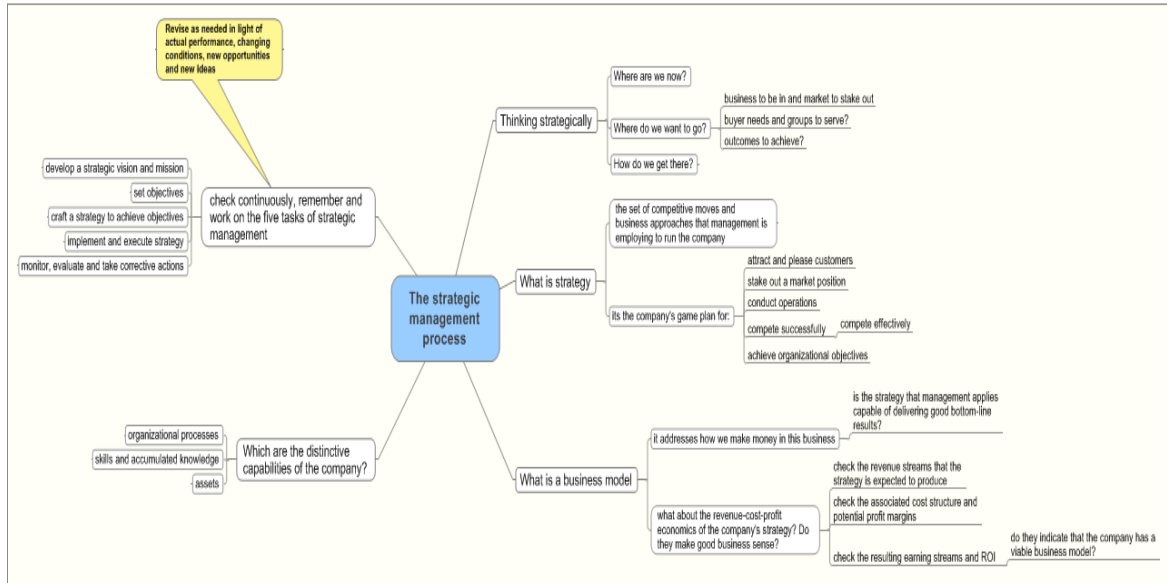 Revise as needed in light of
actual performance, changing
conditions, new opportunities
and new ideas
develop a strategic vision and mission
set objectives
craft a strategy to achieve objectives
implement and execute strategy
monitor, evaluate and take corrective actions
check continuously, remember and
work on the five tasks of strategic
management
The strategic
management
process
Which are the distinctive
capabilities of the company?
organizational processes
skills and accumulated knowledge
assets
Thinking strategically
Where are we now?
Where do we want to go?
business to be in and market to stake out
buyer needs and groups to serve?
outcomes to achieve?
How do we get there?
What is strategy
the set of competitive moves and
business approaches that management is
employing to run the company
its the company's game plan for:
attract and please customers
stake out a market position
conduct operations
compete successfully
compete effectively
achieve organizational objectives
What is a business model
it addresses how we make money in this business
is the strategy that management applies
capable of delivering good bottom-line
results?
what about the revenue-cost-profit
economics of the company's strategy? Do
they make good business sense?
check the revenue streams that the
strategy is expected to produce
check the associated cost structure and
potential profit margins
check the resulting earning streams and ROI
do they indicate that the company has a
viable business model?